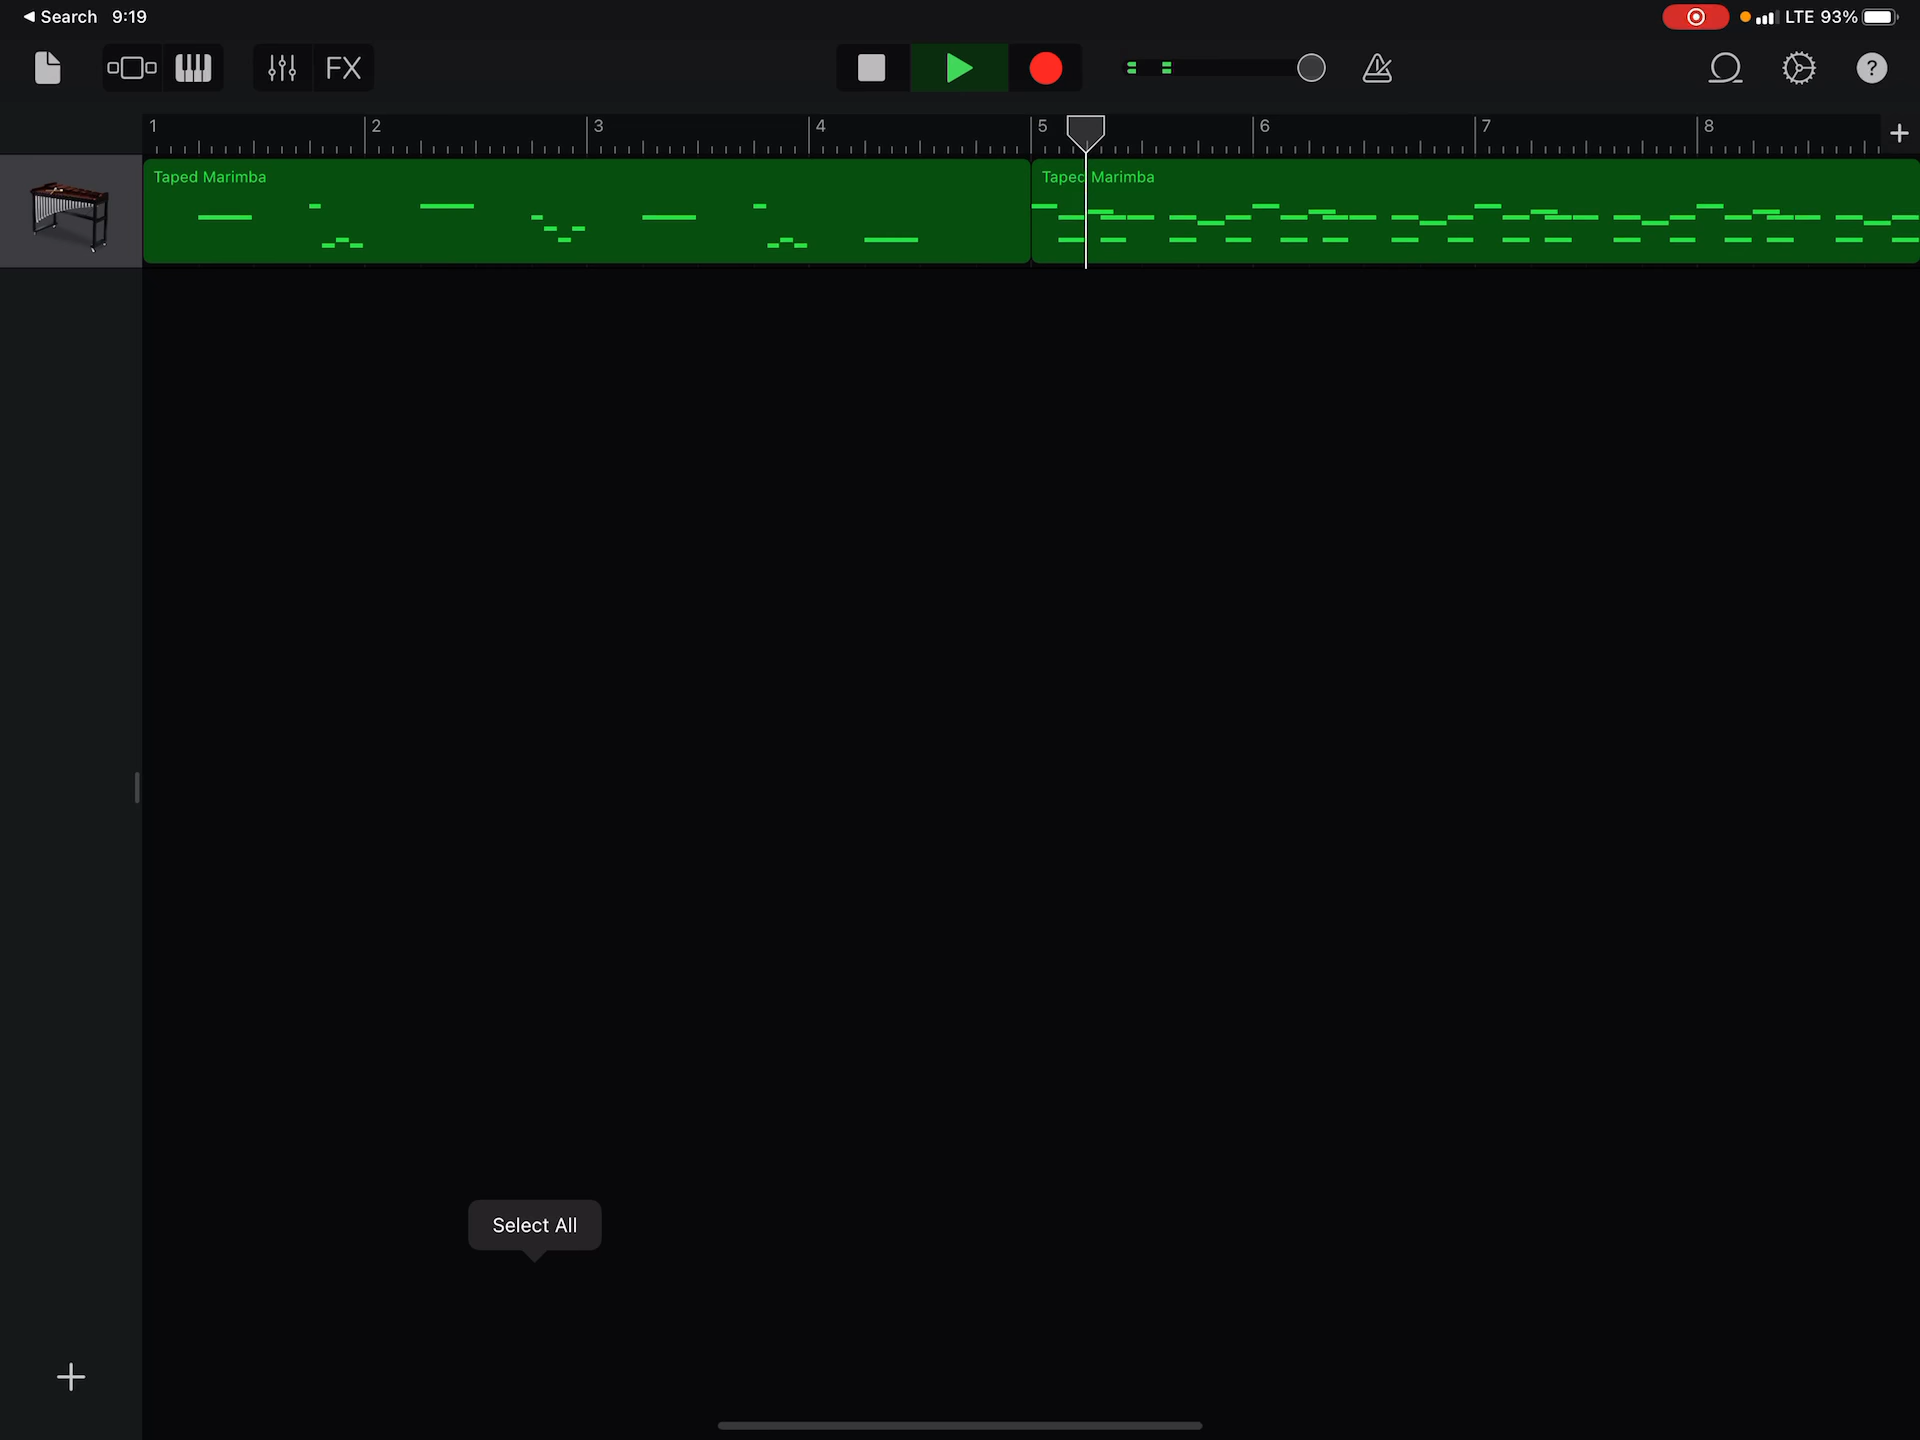 Search 9:19
LTE 93%
FX
1 2 3 4 5 6 7 8
Taped Marimba
Taped Marimba
Select All